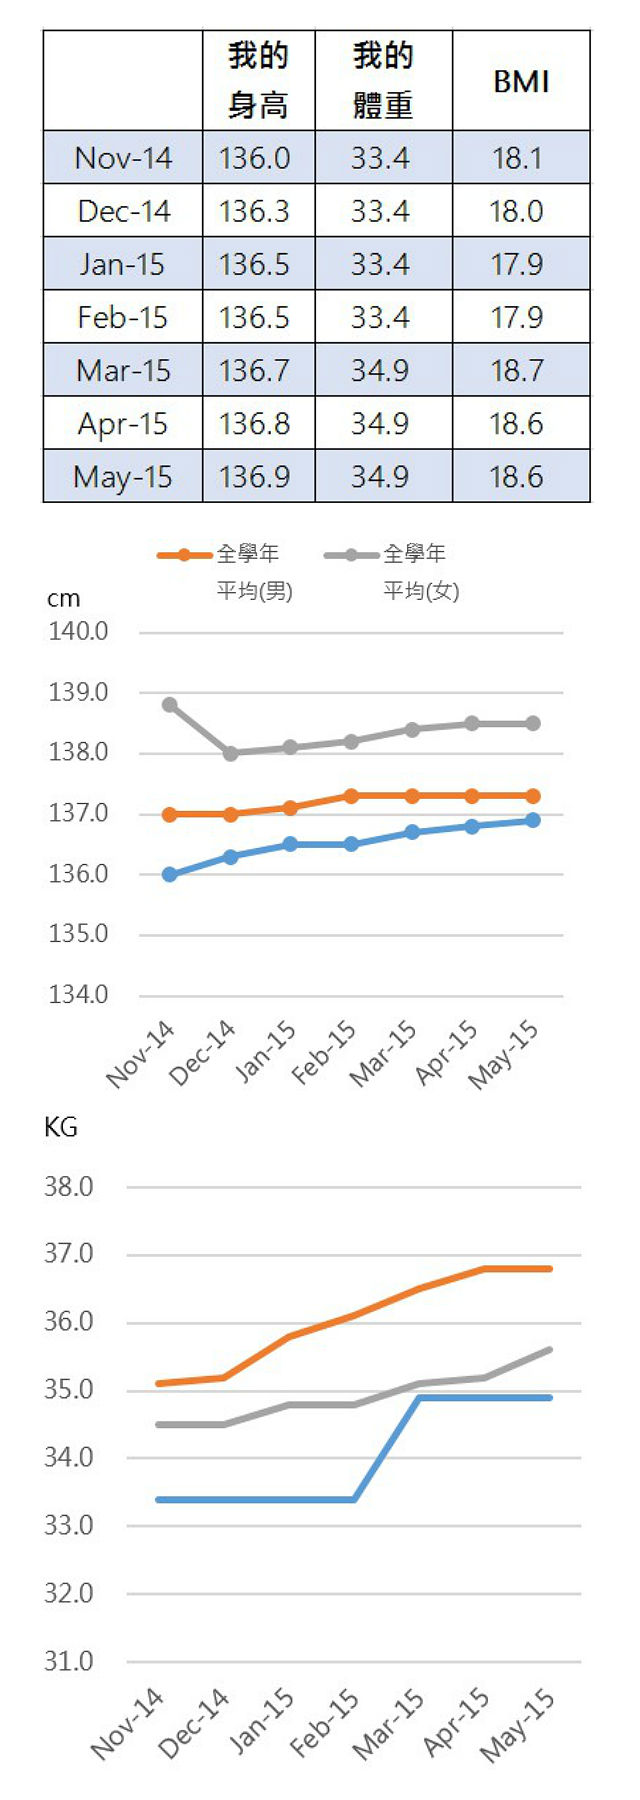 我的身高 我的體重 BMI
Nov-14 136.0 33.4 18.1
Dec-14 136.3 33.4 18.0
Jan-15 136.5 33.4 17.9
Feb-15 136.5 33.4 17.9
Mar-15 136.7 34.9 18.7
Apr-15 136.8 34.9 18.6
May-15 136.9 34.9 18.6
全學年 全學年
平均(男) 平均(女)
cm
140.0
139.0
138.0
137.0
136.0
135.0
134.0
Nov-14 Dec-14 Jan-15 Feb-15 Mar-15 Apr-15 May-15
KG
38.0
37.0
36.0
35.0
34.0
33.0
32.0
31.0
Nov-14 Dec-14 Jan-15 Feb-15 Mar-15 Apr-15 May-15